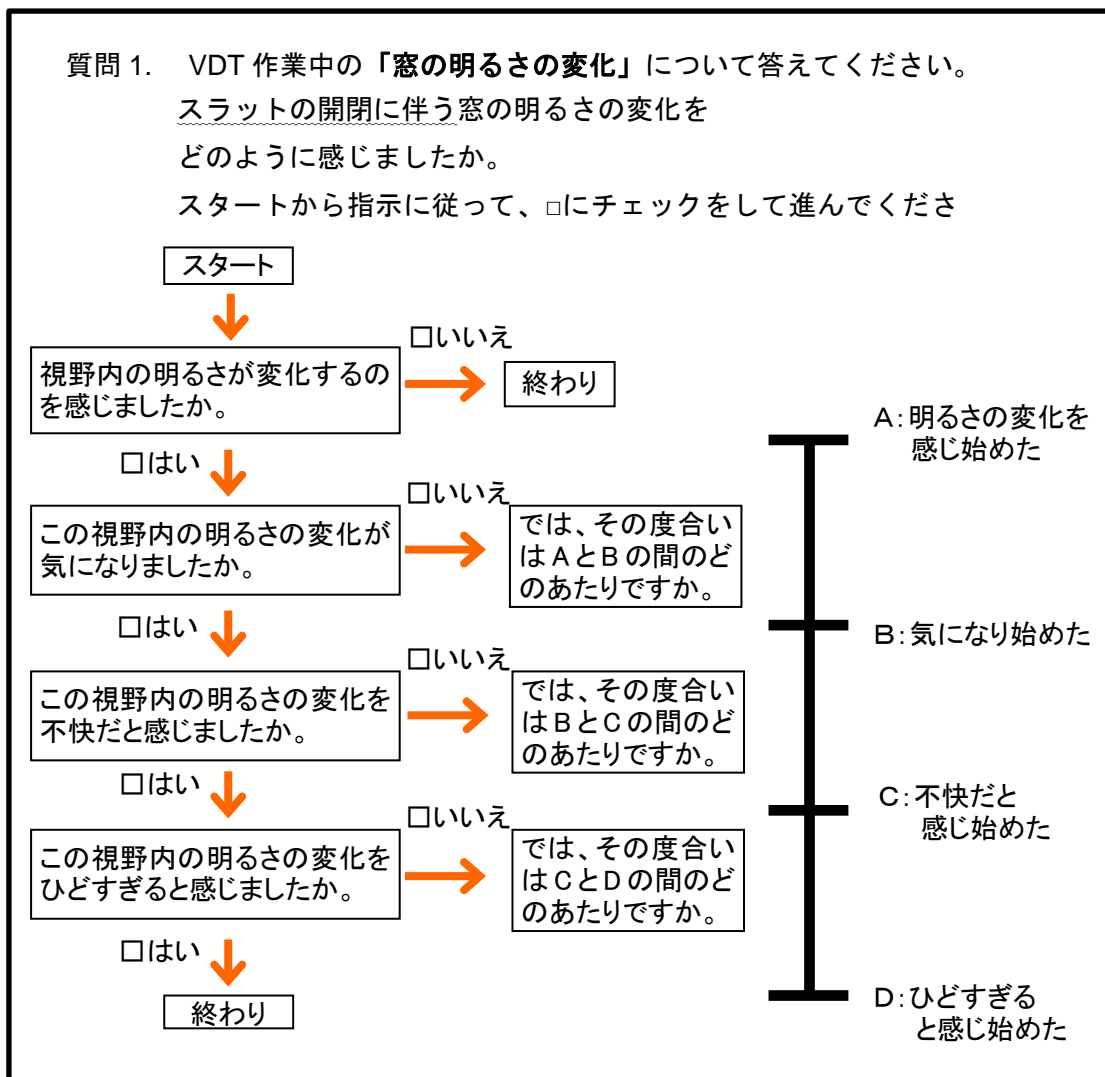 質問 1. VDT 作業中の「窓の明るさの変化」について答えてください。
スラットの開閉に伴う窓の明るさの変化を
どのように感じましたか。
スタートから指示に従って、□にチェックをして進んでくださ
スタート
視野内の明るさが変化するの
を感じましたか。
□いいえ
終わり
□はい
この視野内の明るさの変化が
気になりましたか。
□いいえ
では、その度合い
はAとBの間のど
のあたりですか。
□はい
この視野内の明るさの変化を
不快だと感じましたか。
□いいえ
では、その度合い
はBとCの間のど
のあたりですか。
□はい
この視野内の明るさの変化を
ひどすぎると感じましたか。
□いいえ
では、その度合い
はCとDの間のど
のあたりですか。
□はい
終わり
A:明るさの変化を
感じ始めた
B:気になり始めた
C:不快だと
感じ始めた
D:ひどすぎる
と感じ始めた